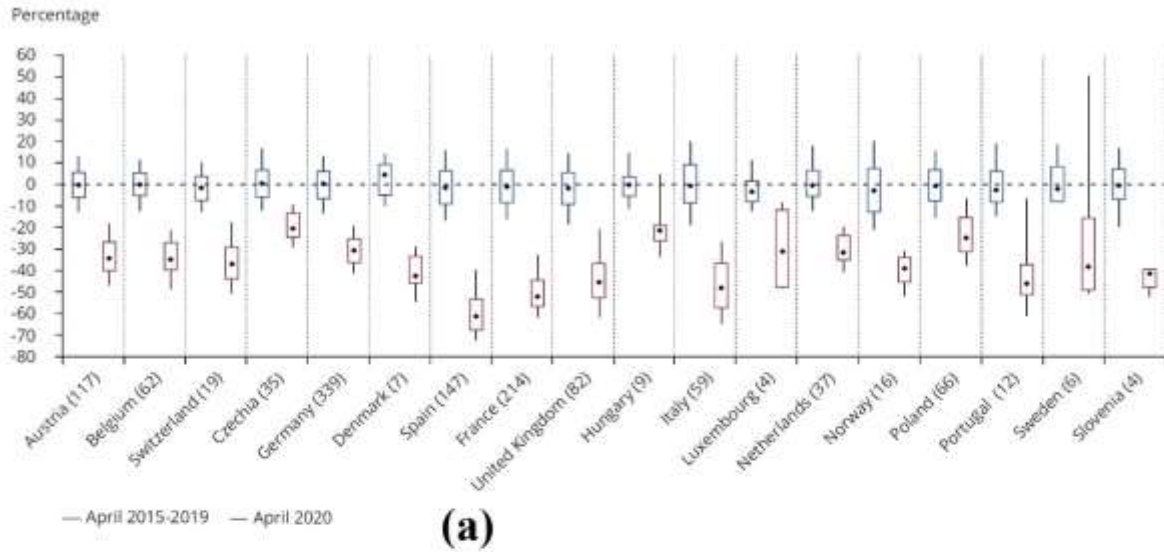 Percentage
60
50
40
30
20
10
0
-10
-20
-30
-40
-50
-60
-70
-80
Austria (117)
Belgium (62)
Switzerland (19)
Czechia (35)
Germany (339)
Denmark (7)
Spain (147)
France (214)
United Kingdom (82)
Hungary (9)
Italy (59)
Luxembourg (4)
Netherlands (37)
Norway (16)
Poland (66)
Portugal (12)
Sweden (6)
Slovenia (4)
— April 2015-2019 — April 2020
(a)